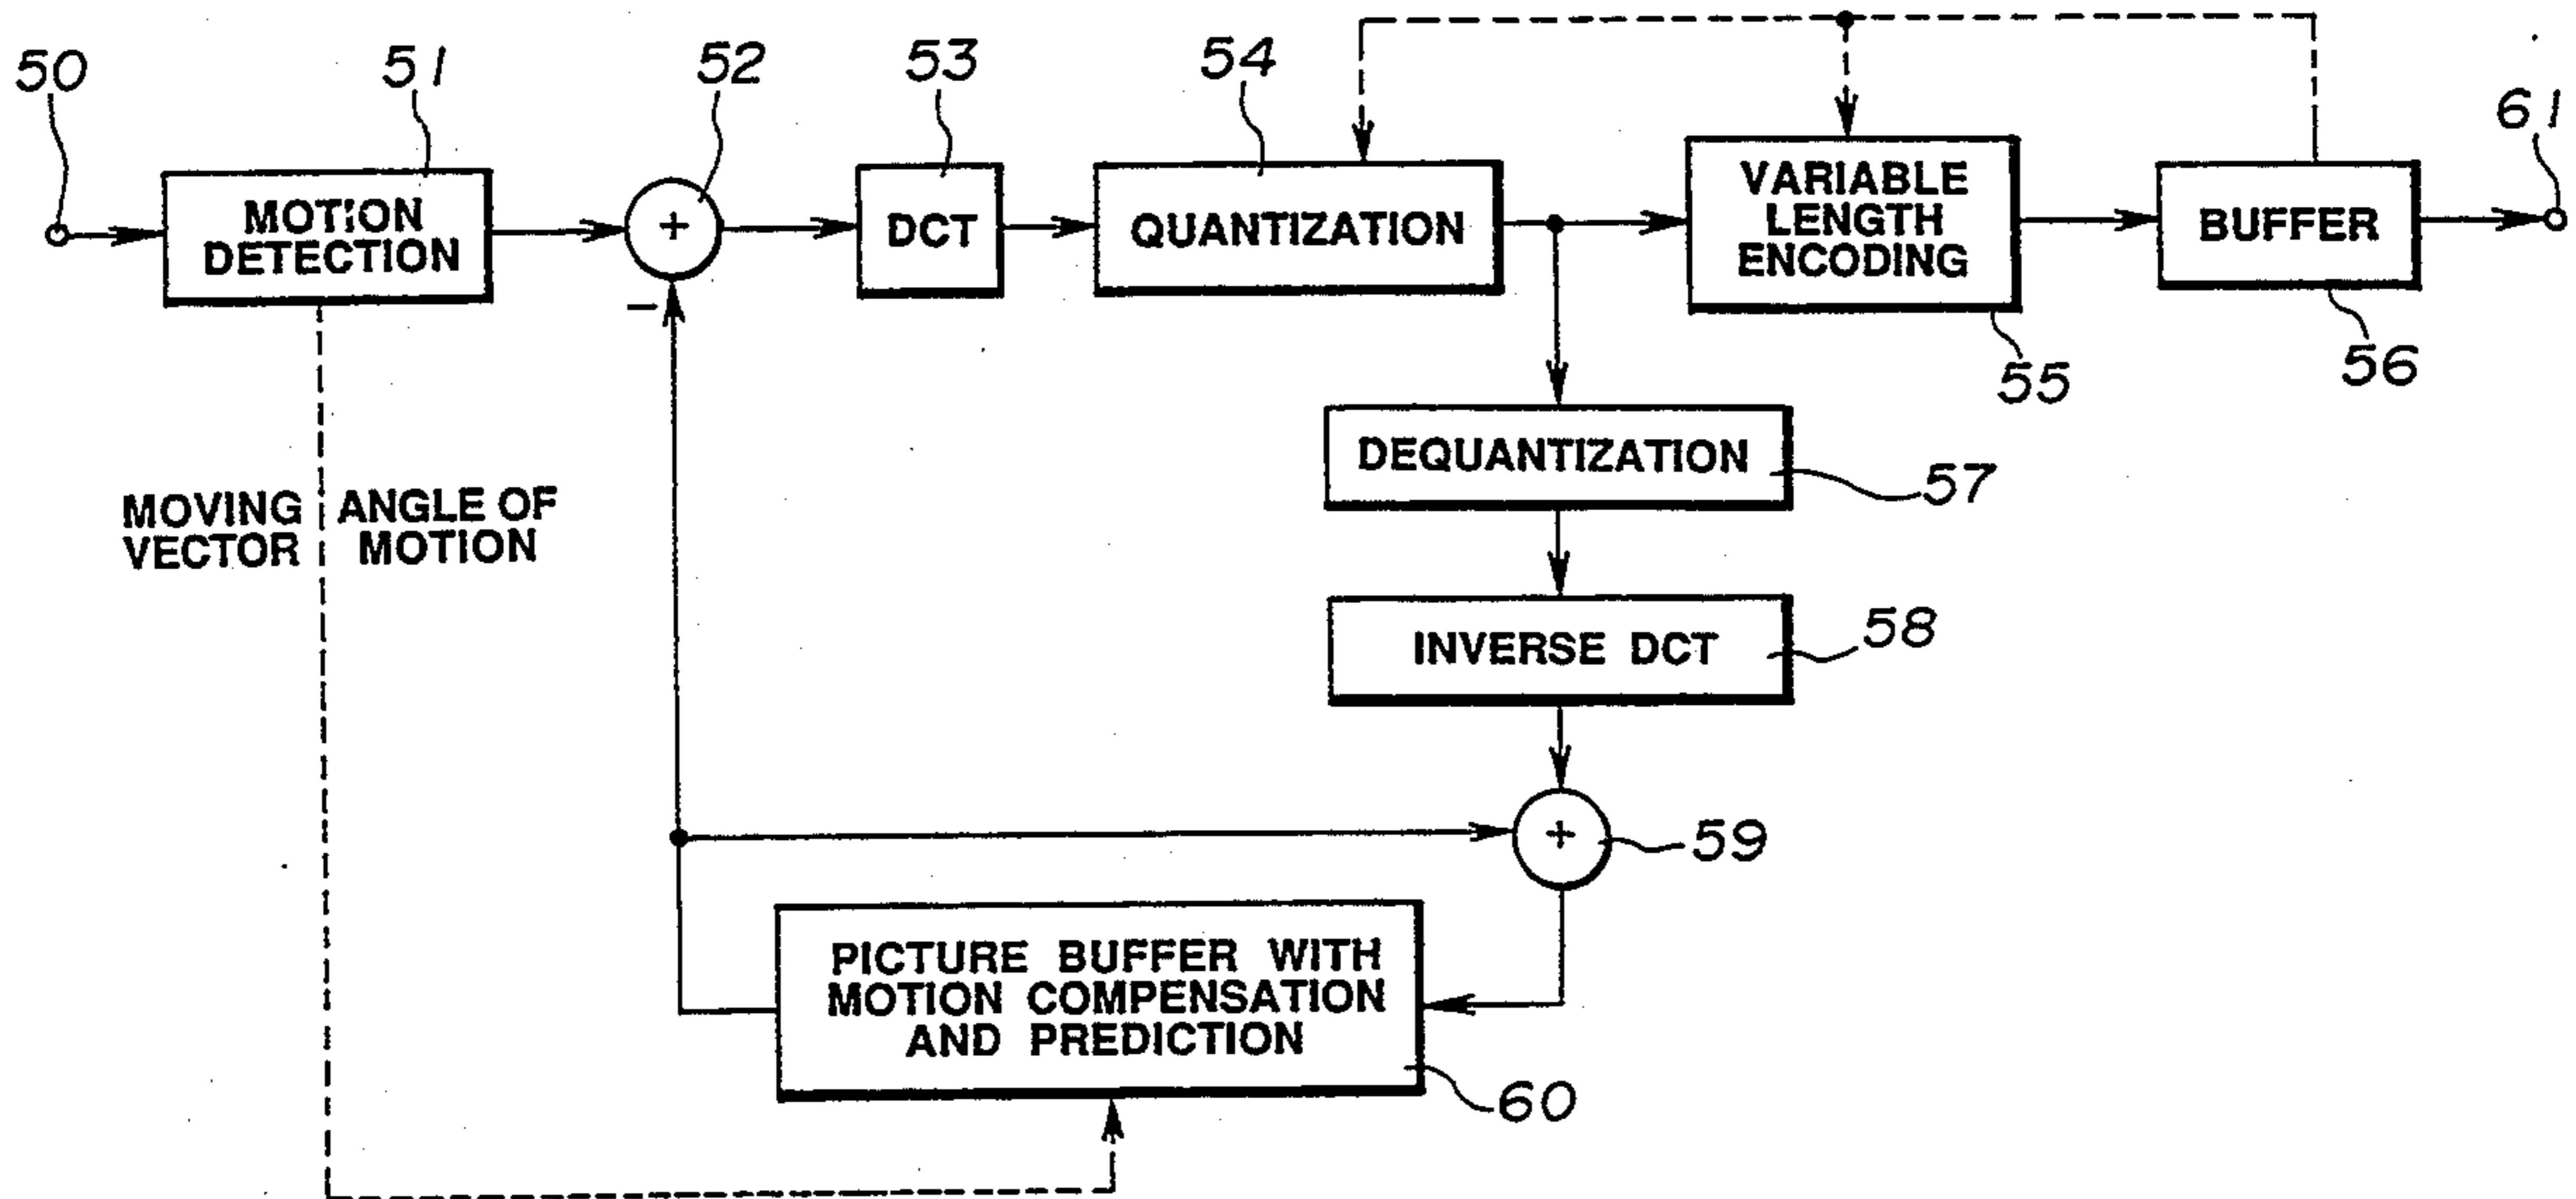 50
51
52
53
54
61
MOTION
DETECTION
+
−
DCT
QUANTIZATION
VARIABLE
LENGTH
ENCODING
BUFFER
55
56
DEQUANTIZATION
57
MOVING
VECTOR
ANGLE OF
MOTION
INVERSE DCT
58
+
59
PICTURE BUFFER WITH
MOTION COMPENSATION
AND PREDICTION
60